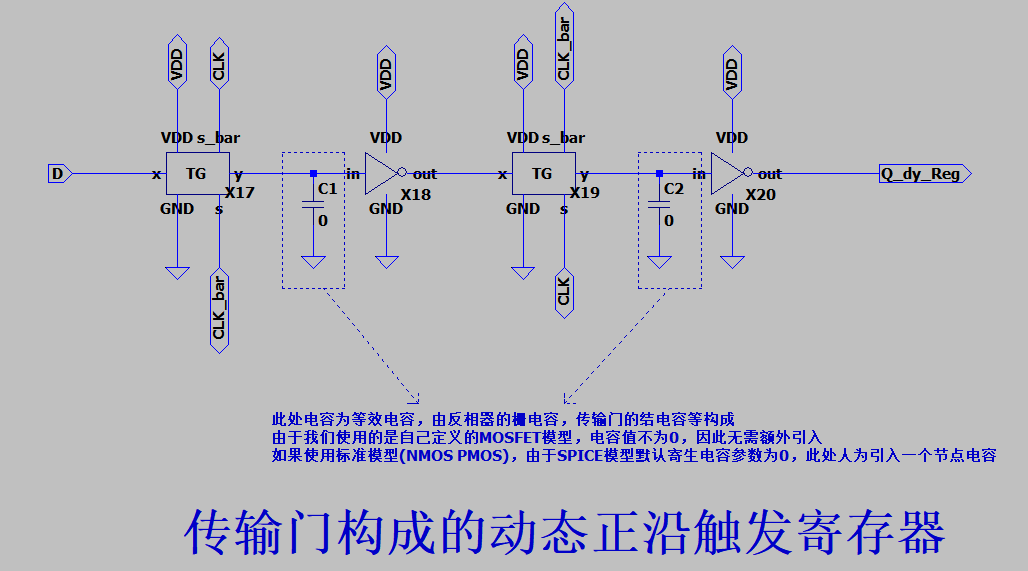 VDD
CLK
VDD
VDD
CLK_bar
VDD
VDD s_bar
VDD
VDD s_bar
VDD
D
x
TG
y
in
out
x
TG
y
in
out
Q_dy_Reg
X17
C1
X18
X19
C2
X20
GND
s
0
GND
GND
s
0
GND
CLK_bar
CLK
此处电容为等效电容，由反相器的栅电容，传输门的结电容等构成
由于我们使用的是自己定义的MOSFET模型，电容值不为0，因此无需额外引入
如果使用标准模型(NMOS PMOS)，由于SPICE模型默认寄生电容参数为0，此处人为引入一个节点电容
传输门构成的动态正沿触发寄存器